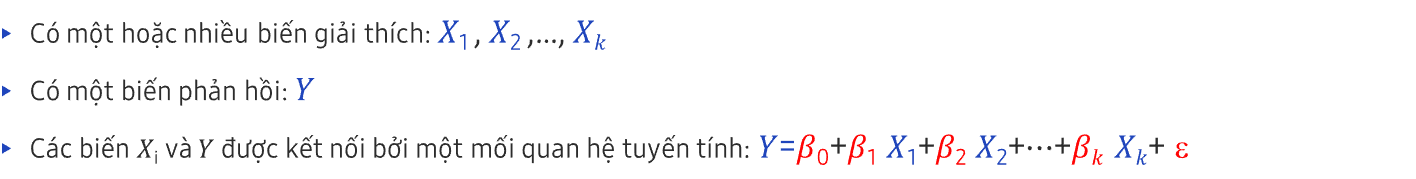 ▸ Có một hoặc nhiều biến giải thích: X₁ , X₂ ,..., Xₖ
▸ Có một biến phản hồi: Y
▸ Các biến Xᵢ và Y được kết nối bởi một mối quan hệ tuyến tính: Y=β₀+β₁ X₁+β₂ X₂+⋯+βₖ Xₖ+ ε